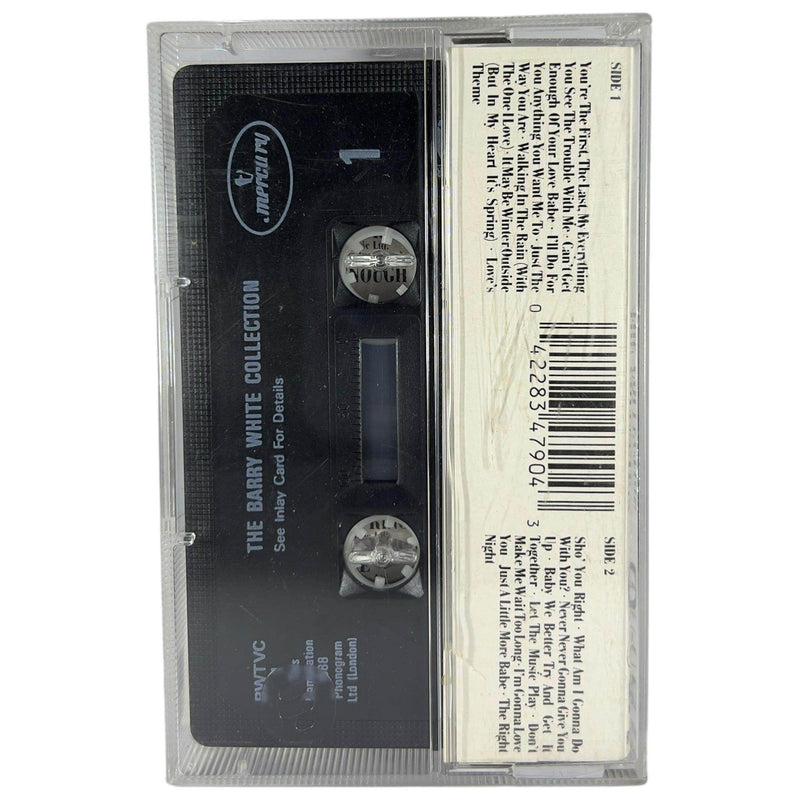 mercury
1
THE BARRY WHITE COLLECTION
See Inlay Card For Details
BWTVC
1988
Phonogram
Ltd (London)
NOUGH
SIDE 1
You're The First, The Last, My Everything
You See The Trouble With Me · Can't Get
Enough Of Your Love Babe · I'll Do For
You Anything You Want Me To · Just The
Way You Are · Walking In The Rain (With
The One I Love) · It May Be Winter Outside
(But In My Heart It's Spring) · Love's
Theme
0 42283 47904 3
SIDE 2
Sho' You Right · What Am I Gonna Do
With You? · Never Never Gonna Give You
Up · Baby We Better Try And Get It
Together · Let The Music Play · Don't
Make Me Wait Too Long · I'm Gonna Love
You Just A Little More Babe · The Right
Night